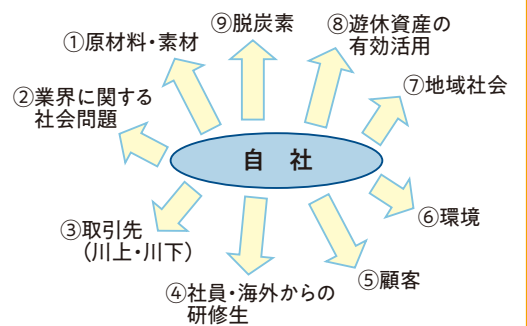 ①原材料・素材
②業界に関する
社会問題
③取引先
（川上・川下）
④社員・海外からの
研修生
⑤顧客
⑥環境
⑦地域社会
⑧遊休資産の
有効活用
⑨脱炭素
自 社